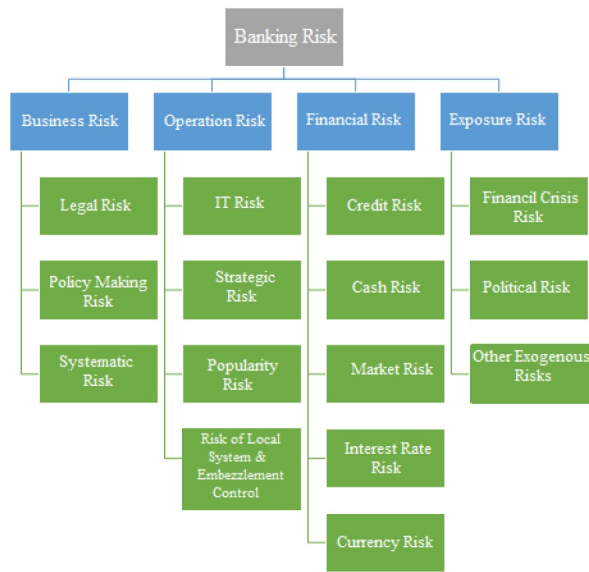 Banking Risk
Business Risk
Operation Risk
Financial Risk
Exposure Risk
Legal Risk
Policy Making
Risk
Systematic
Risk
IT Risk
Strategic
Risk
Popularity
Risk
Risk of Local
System &
Embezzlement
Control
Credit Risk
Cash Risk
Market Risk
Interest Rate
Risk
Currency Risk
Financil Crisis
Risk
Political Risk
Other Exogenous
Risks